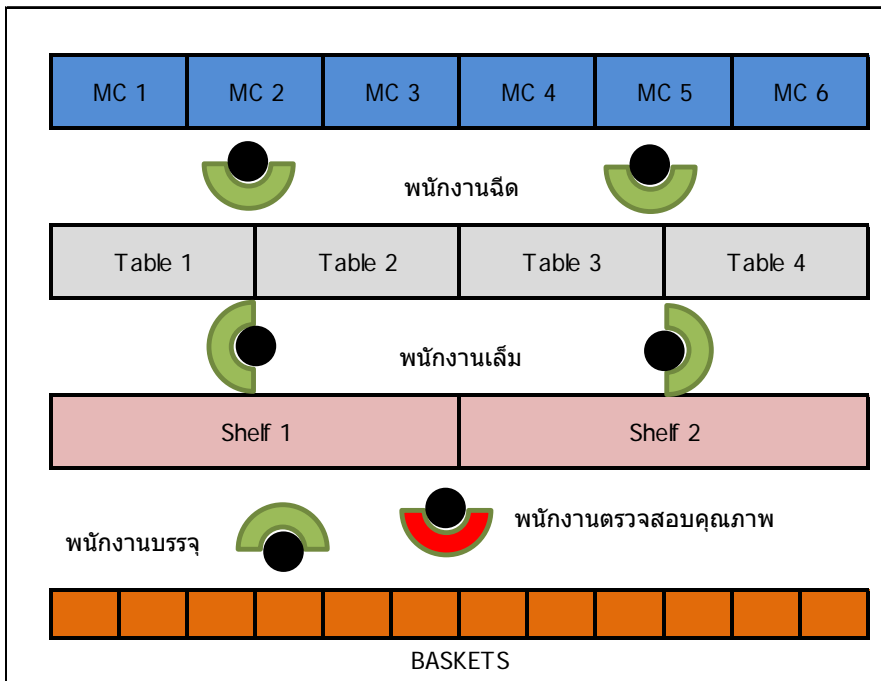 MC 1 MC 2 MC 3 MC 4 MC 5 MC 6
พนักงานฉีด
Table 1 Table 2 Table 3 Table 4
พนักงานเล็ม
Shelf 1 Shelf 2
พนักงานตรวจสอบคุณภาพ
พนักงานบรรจุ
BASKETS